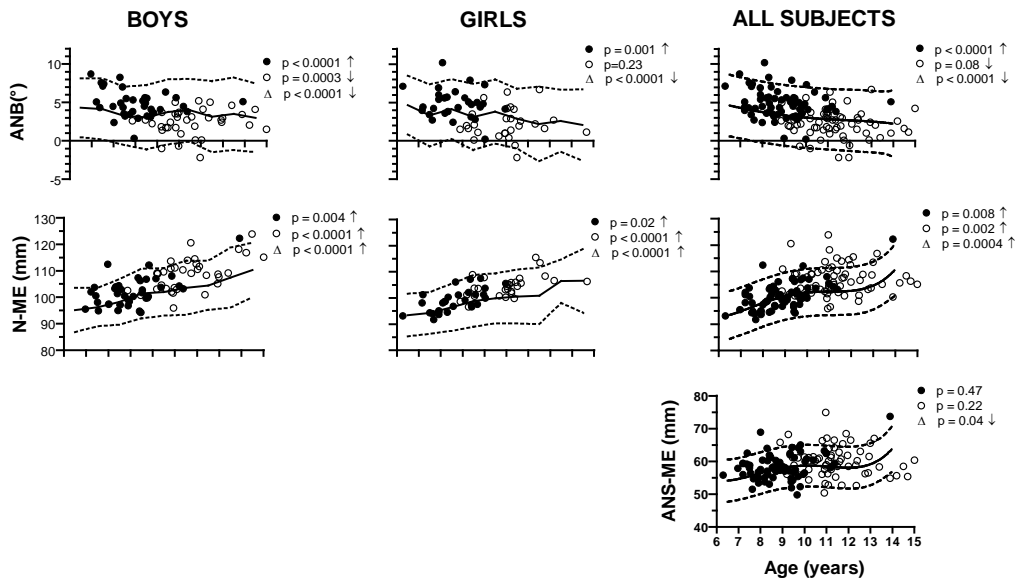 BOYS
GIRLS
ALL SUBJECTS
ANB(°)
10
5
0
-5
● p < 0.0001 ↑
○ p = 0.0003 ↓
Δ p < 0.0001 ↓
● p = 0.001 ↑
○ p=0.23
Δ p < 0.0001 ↓
● p < 0.0001 ↑
○ p = 0.08 ↓
Δ p < 0.0001 ↓
N-ME (mm)
130
120
110
100
90
80
● p = 0.004 ↑
○ p < 0.0001 ↑
Δ p < 0.0001 ↑
● p = 0.02 ↑
○ p < 0.0001 ↑
Δ p < 0.0001 ↑
● p = 0.008 ↑
○ p = 0.002 ↑
Δ p = 0.0004 ↑
ANS-ME (mm)
80
70
60
50
40
● p = 0.47
○ p = 0.22
Δ p = 0.04 ↓
6 7 8 9 10 11 12 13 14 15
Age (years)